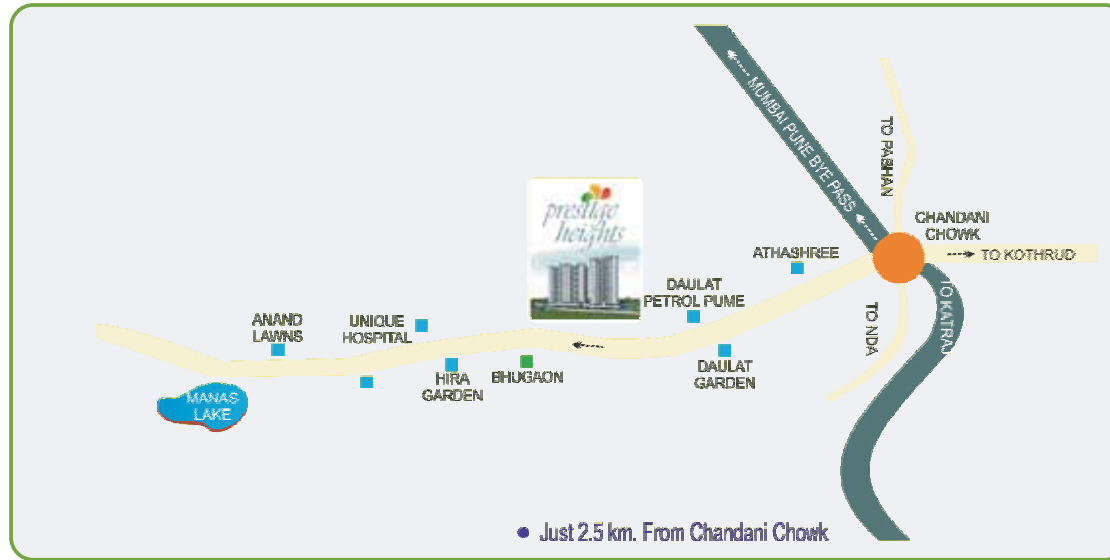 MUMBAI PUNE BYE PASS
TO PASHAN
CHANDANI
CHOWK
TO KOTHRUD
prestige
heights
ATHASHREE
DAULAT
PETROL PUME
TO NDA
TO KATRAJ
ANAND
LAWNS
UNIQUE
HOSPITAL
DAULAT
GARDEN
HIRA
GARDEN
BHUGAON
MANAS
LAKE
Just 2.5 km. From Chandani Chowk